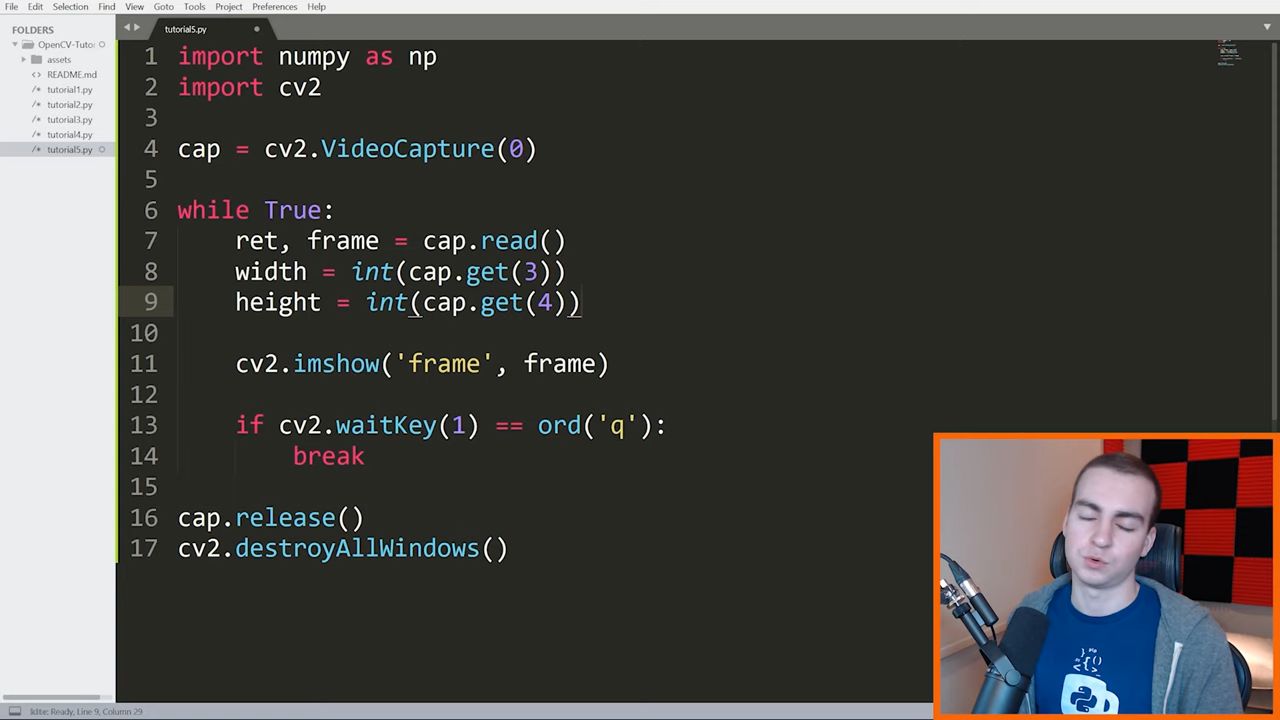 File Edit Selection Find View Goto Tools Project Preferences Help
FOLDERS
OpenCV-Tuto
assets
README.md
tutorial1.py
tutorial2.py
tutorial3.py
tutorial4.py
tutorial5.py
tutorial5.py
1 import numpy as np
2 import cv2
3
4 cap = cv2.VideoCapture(0)
5
6 while True:
7 ret, frame = cap.read()
8 width = int(cap.get(3))
9 height = int(cap.get(4))
10
11 cv2.imshow('frame', frame)
12
13 if cv2.waitKey(1) == ord('q'):
14 break
15
16 cap.release()
17 cv2.destroyAllWindows()
Ready, Line 9, Column 29